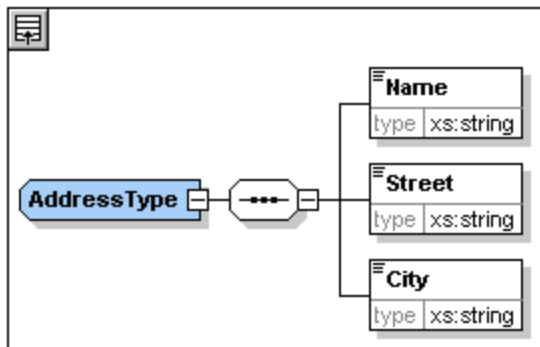 Name
type xs:string
AddressType
Street
type xs:string
City
type xs:string